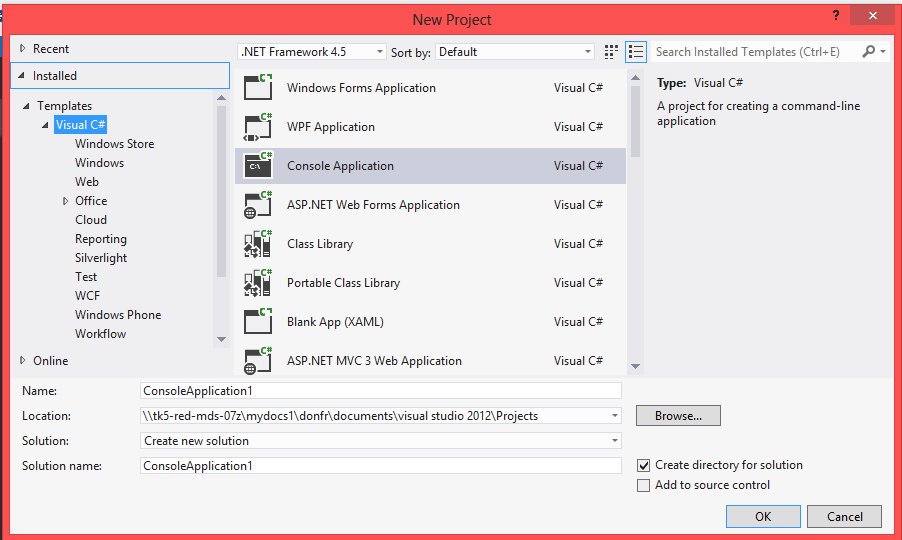 New Project
?
×
Recent
.NET Framework 4.5
Sort by:
Default
Search Installed Templates (Ctrl+E)
Installed
Templates
Visual C#
Windows Store
Windows
Web
Office
Cloud
Reporting
Silverlight
Test
WCF
Windows Phone
Workflow
Online
Windows Forms Application Visual C#
WPF Application Visual C#
Console Application Visual C#
ASP.NET Web Forms Application Visual C#
Class Library Visual C#
Portable Class Library Visual C#
Blank App (XAML) Visual C#
ASP.NET MVC 3 Web Application Visual C#
Type: Visual C#
A project for creating a command-line
application
Name: ConsoleApplication1
Location: \\tk5-red-mds-07z\mydocs1\donfr\documents\visual studio 2012\Projects
Browse...
Solution: Create new solution
Solution name: ConsoleApplication1
Create directory for solution
Add to source control
OK
Cancel